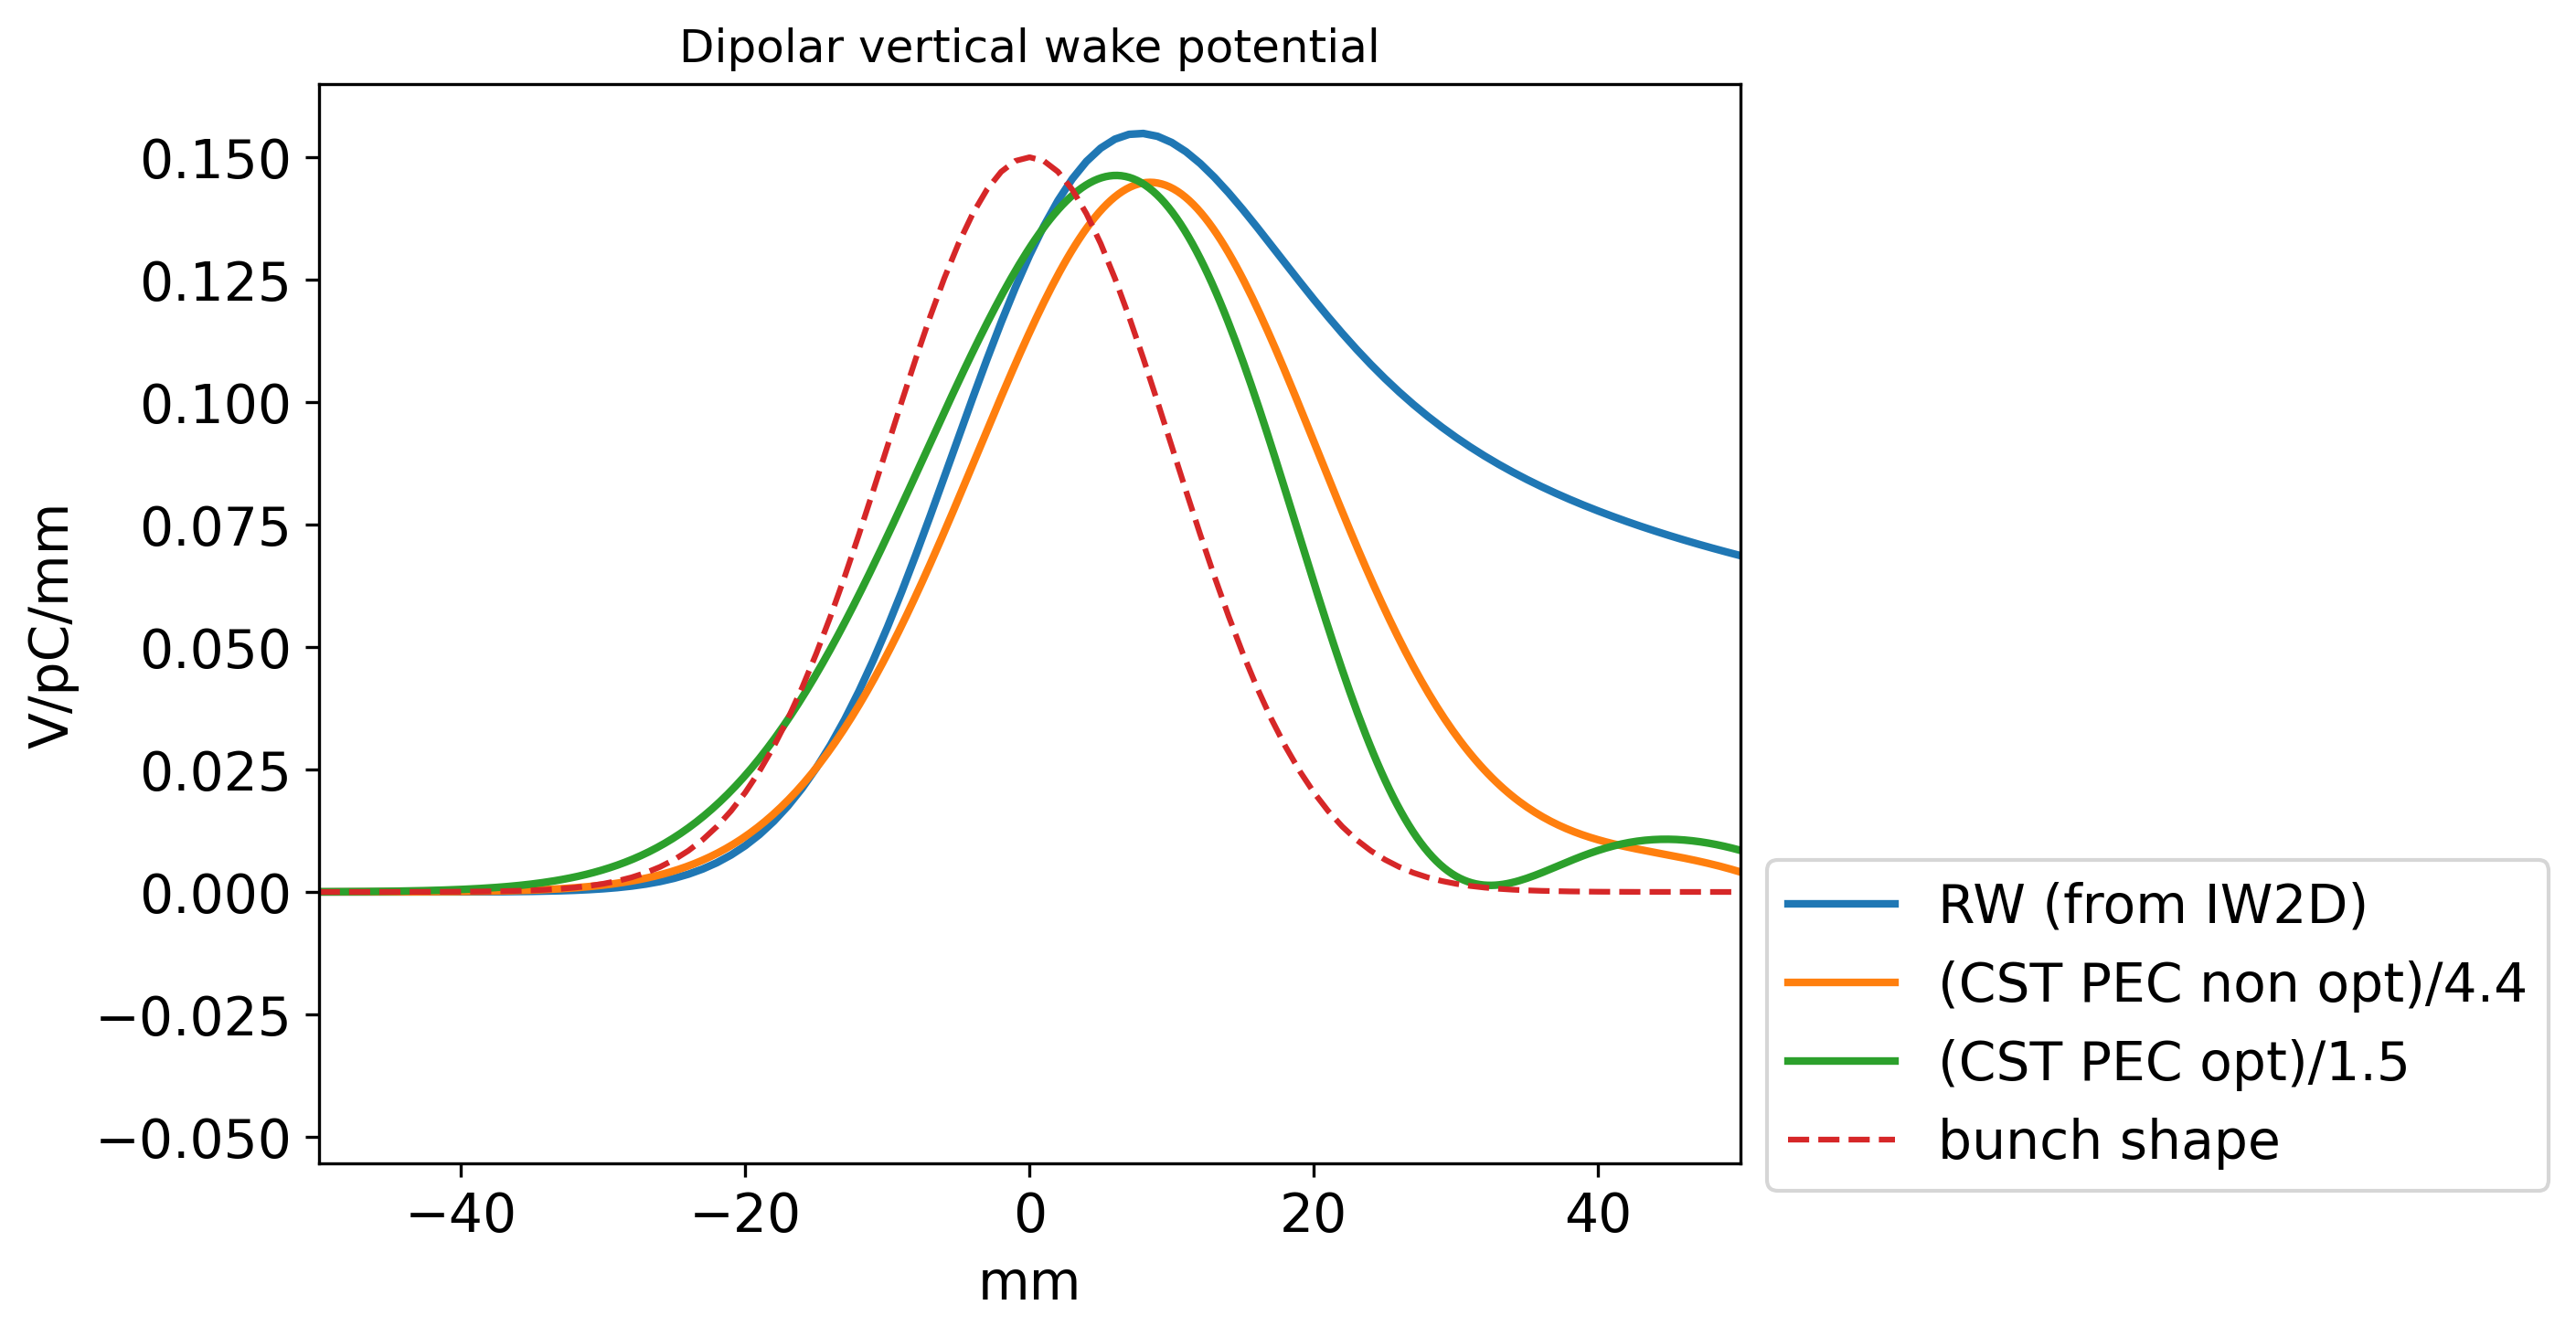 Dipolar vertical wake potential
V/pC/mm
0.150
0.125
0.100
0.075
0.050
0.025
0.000
−0.025
−0.050
−40
−20
0
20
40
mm
RW (from IW2D)
(CST PEC non opt)/4.4
(CST PEC opt)/1.5
bunch shape